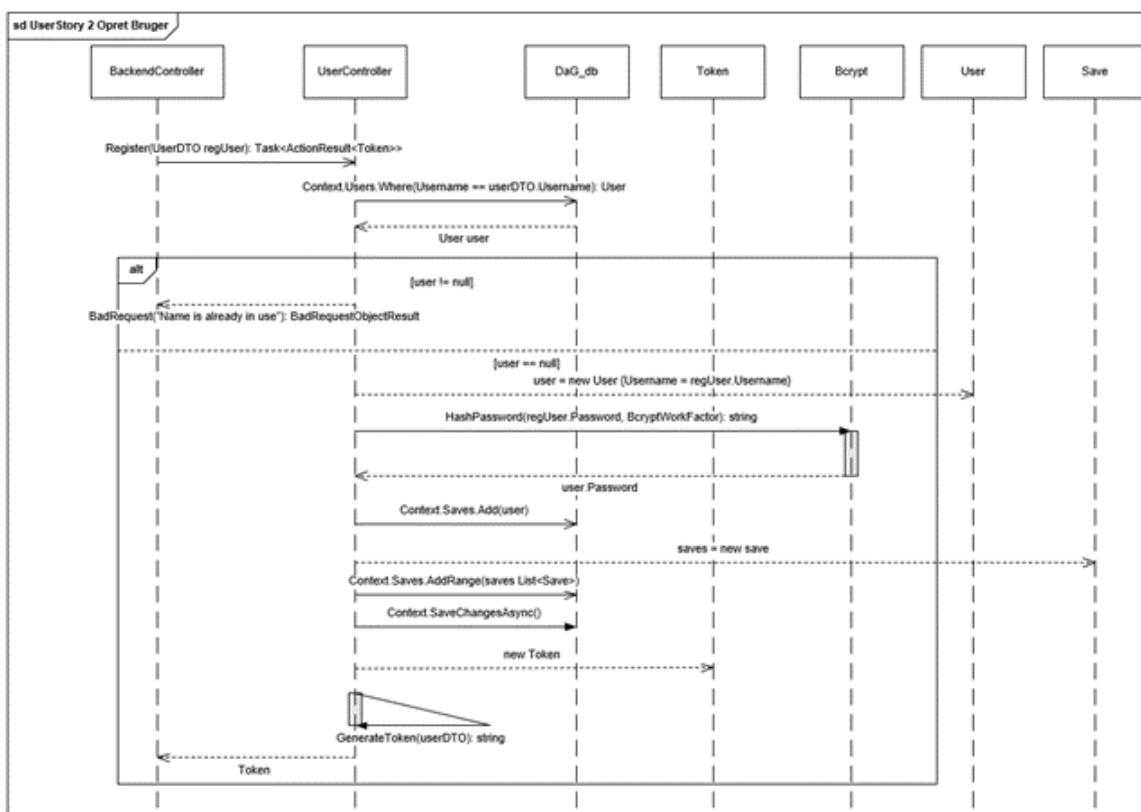 sd UserStory 2 Opret Bruger
BackendController
UserController
DaG_db
Token
Bcrypt
User
Save
Register(UserDTO regUser): Task<ActionResult<Token>>
Context.Users.Where(Username == userDTO.Username): User
User user
alt
[user != null]
BadRequest("Name is already in use"): BadRequestObjectResult
[user == null]
user = new User (Username = regUser.Username)
HashPassword(regUser.Password, BcryptWorkFactor): string
user.Password
Context.Saves.Add(user)
saves = new save
Context.Saves.AddRange(saves List<Save>)
Context.SaveChangesAsync()
new Token
GenerateToken(userDTO): string
Token